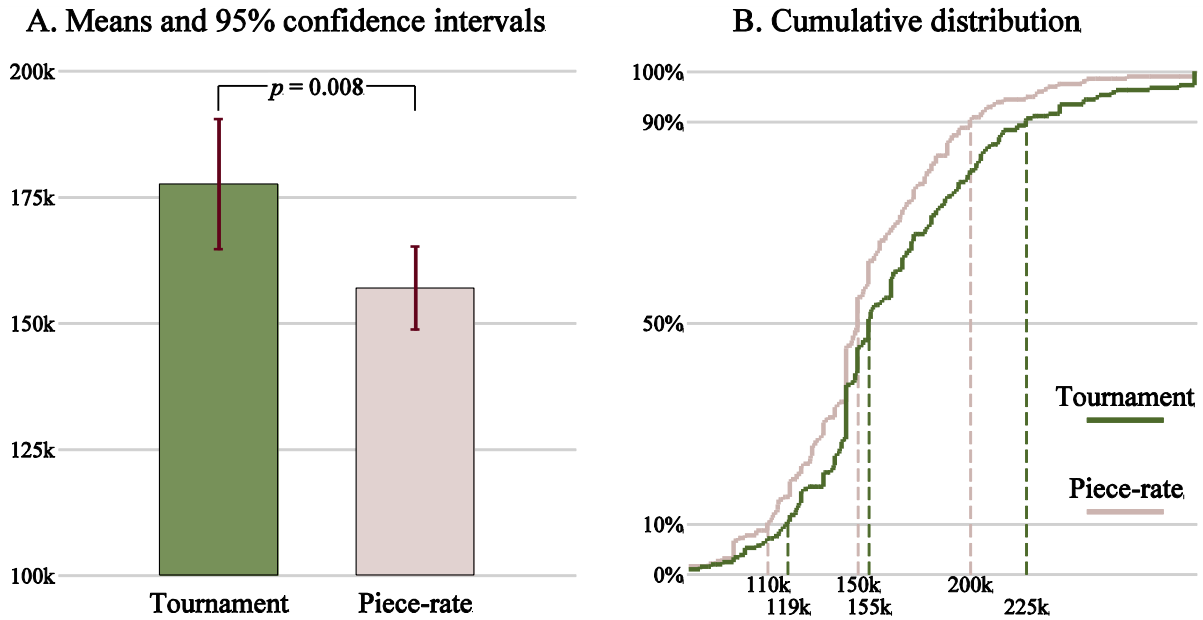 A. Means and 95% confidence intervals
200k
p = 0.008
175k
150k
125k
100k
Tournament
Piece-rate
B. Cumulative distribution
100%
90%
50%
10%
0%
Tournament
Piece-rate
110k
150k
200k
119k
155k
225k